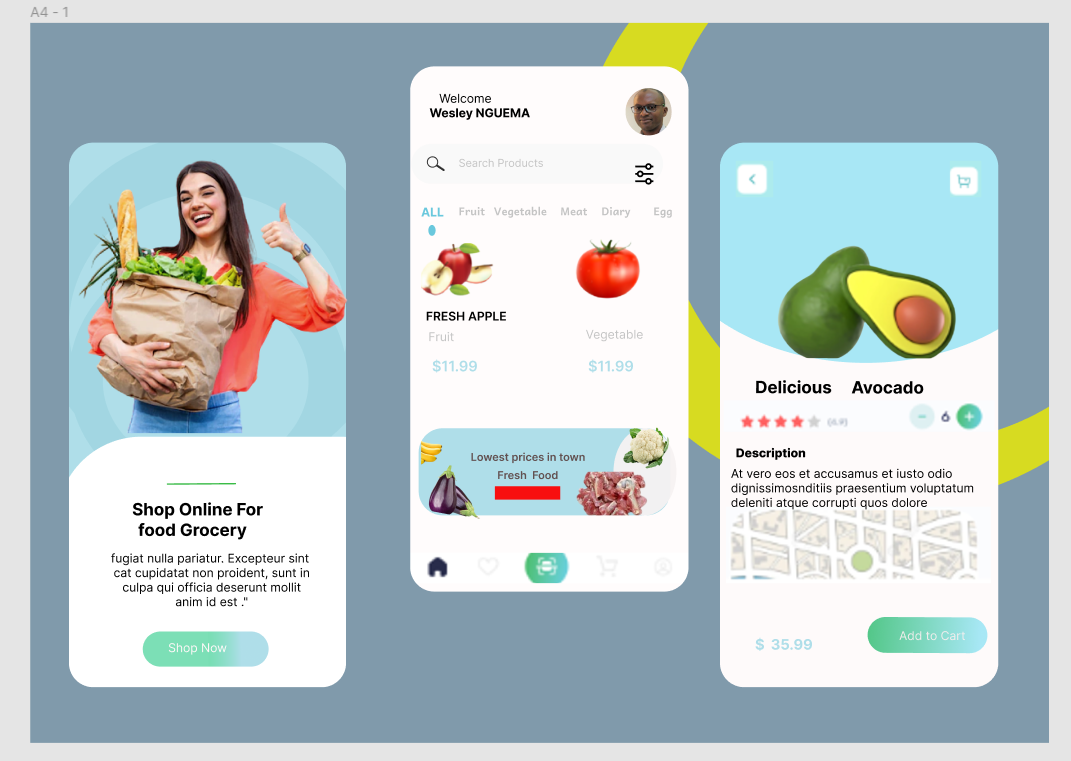 A4 - 1
Shop Online For
food Grocery
fugiat nulla pariatur. Excepteur sint
cat cupidatat non proident, sunt in
culpa qui officia deserunt mollit
anim id est ."
Shop Now
Welcome
Wesley NGUEMA
Search Products
ALL Fruit Vegetable Meat Diary Egg
FRESH APPLE
Fruit Vegetable
$11.99 $11.99
Lowest prices in town
Fresh Food
Delicious Avocado
6
Description
At vero eos et accusamus et iusto odio
dignissimosnditiis praesentium voluptatum
deleniti atque corrupti quos dolore
$ 35.99
Add to Cart